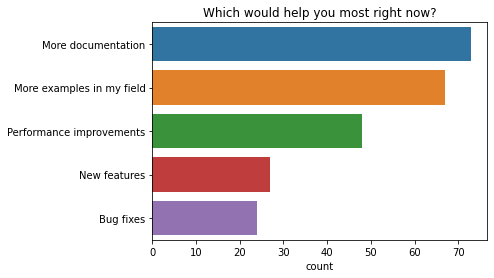 Which would help you most right now?
More documentation
More examples in my field
Performance improvements
New features
Bug fixes
0 10 20 30 40 50 60 70
count